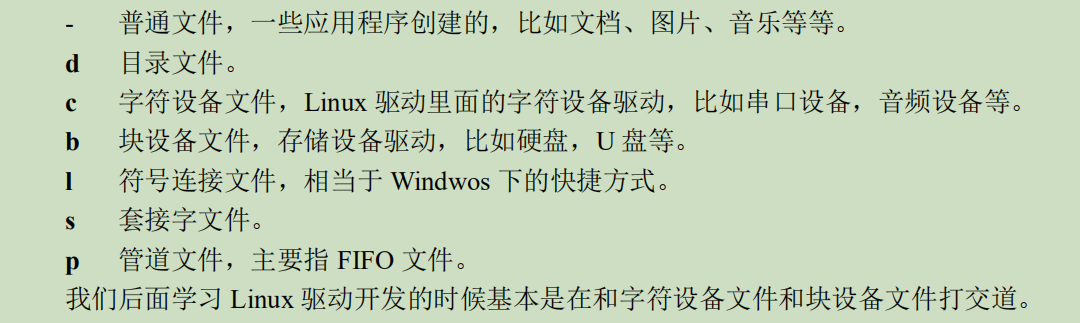 - 普通文件，一些应用程序创建的，比如文档、图片、音乐等等。
d 目录文件。
c 字符设备文件，Linux 驱动里面的字符设备驱动，比如串口设备，音频设备等。
b 块设备文件，存储设备驱动，比如硬盘，U 盘等。
l 符号连接文件，相当于 Windwos 下的快捷方式。
s 套接字文件。
p 管道文件，主要指 FIFO 文件。
我们后面学习 Linux 驱动开发的时候基本是在和字符设备文件和块设备文件打交道。